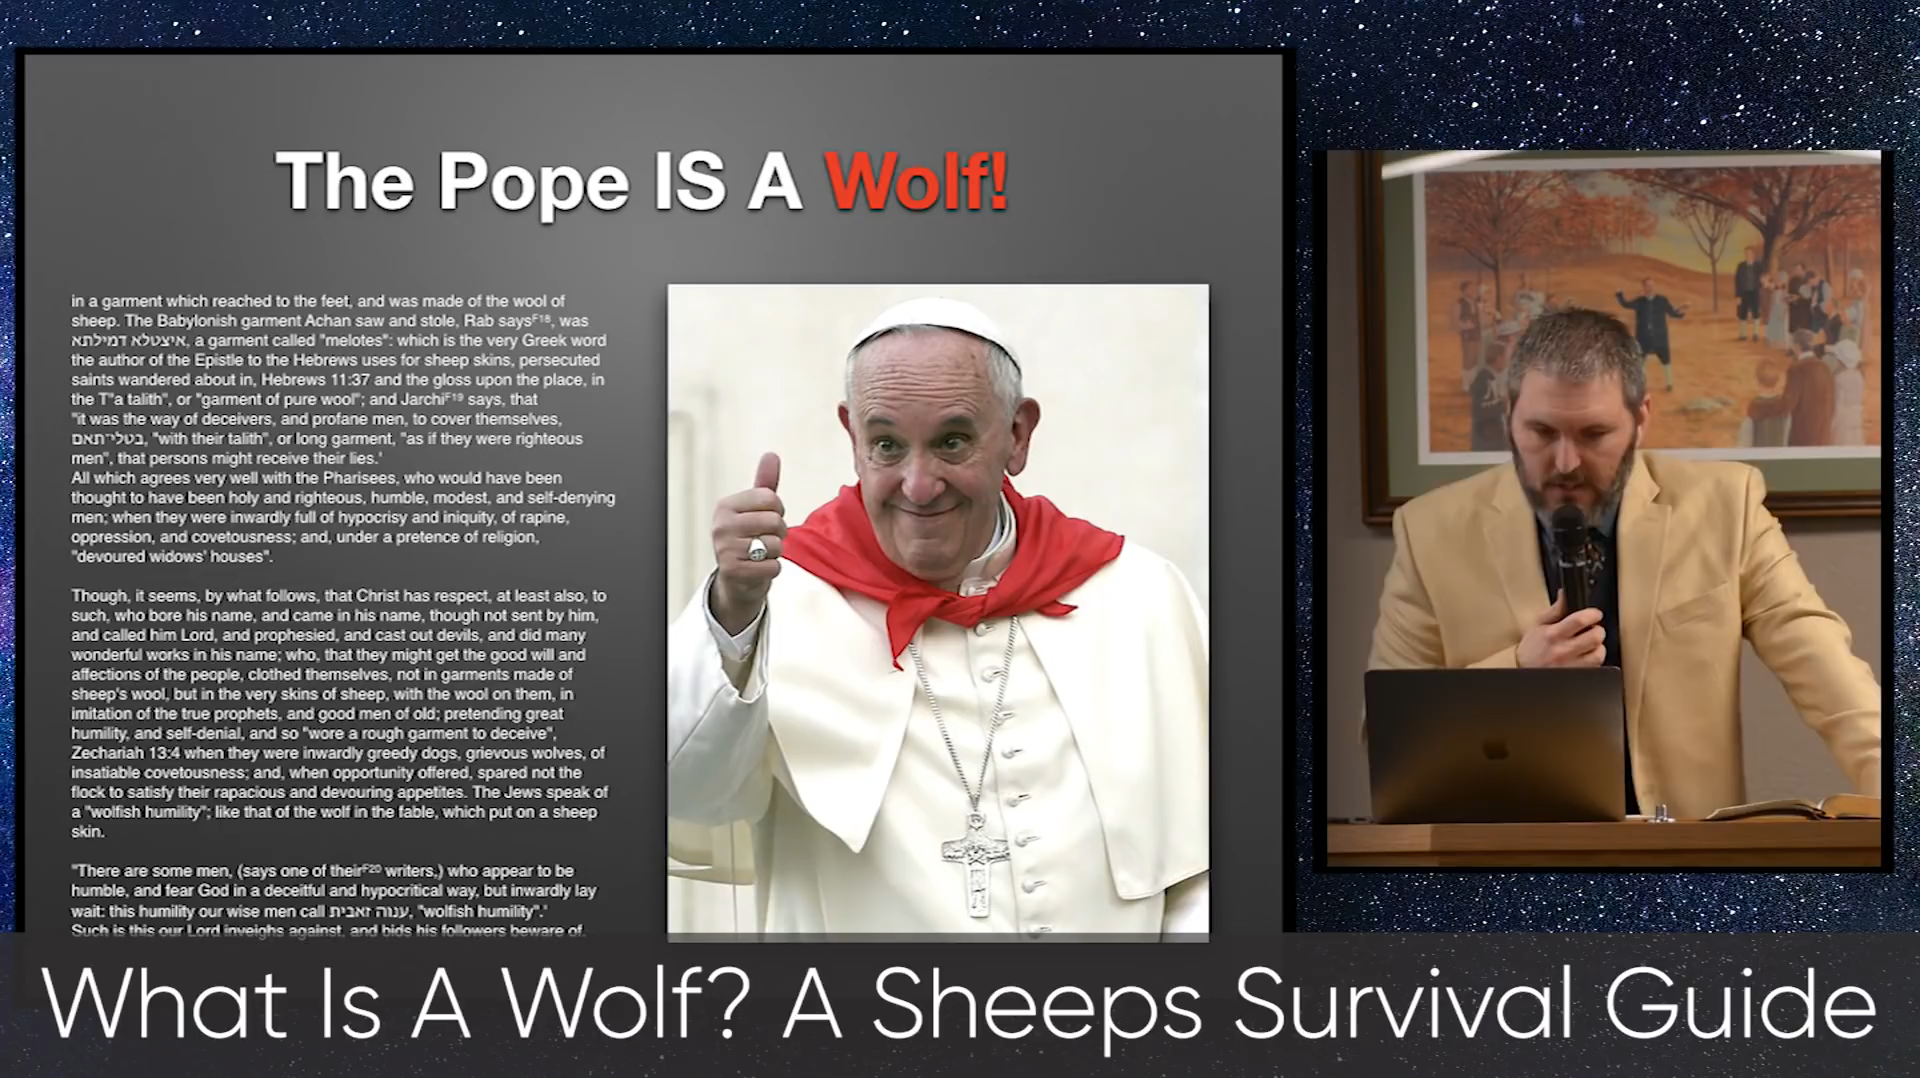 The Pope IS A Wolf!
in a garment which reached to the feet, and was made of the wool of
sheep. The Babylonish garment Achan saw and stole, Rab saysF18, was
איצטלא דמילתא, a garment called "melotes": which is the very Greek word
the author of the Epistle to the Hebrews uses for sheep skins, persecuted
saints wandered about in, Hebrews 11:37 and the gloss upon the place, in
the T"a talith", or "garment of pure wool"; and JarchiF19 says, that
"it was the way of deceivers, and profane men, to cover themselves,
בטלי־תאם, "with their talith", or long garment, "as if they were righteous
men", that persons might receive their lies.'
All which agrees very well with the Pharisees, who would have been
thought to have been holy and righteous, humble, modest, and self-denying
men; when they were inwardly full of hypocrisy and iniquity, of rapine,
oppression, and covetousness; and, under a pretence of religion,
"devoured widows' houses".
Though, it seems, by what follows, that Christ has respect, at least also, to
such, who bore his name, and came in his name, though not sent by him,
and called him Lord, and prophesied, and cast out devils, and did many
wonderful works in his name; who, that they might get the good will and
affections of the people, clothed themselves, not in garments made of
sheep's wool, but in the very skins of sheep, with the wool on them, in
imitation of the true prophets, and good men of old; pretending great
humility, and self-denial, and so "wore a rough garment to deceive",
Zechariah 13:4 when they were inwardly greedy dogs, grievous wolves, of
insatiable covetousness; and, when opportunity offered, spared not the
flock to satisfy their rapacious and devouring appetites. The Jews speak of
a "wolfish humility"; like that of the wolf in the fable, which put on a sheep
skin.
"There are some men, (says one of theirF20 writers,) who appear to be
humble, and fear God in a deceitful and hypocritical way, but inwardly lay
wait: this humility our wise men call ענוה זאבית, "wolfish humility".'
Such is this our Lord inveighs against, and bids his followers beware of.
What Is A Wolf? A Sheeps Survival Guide